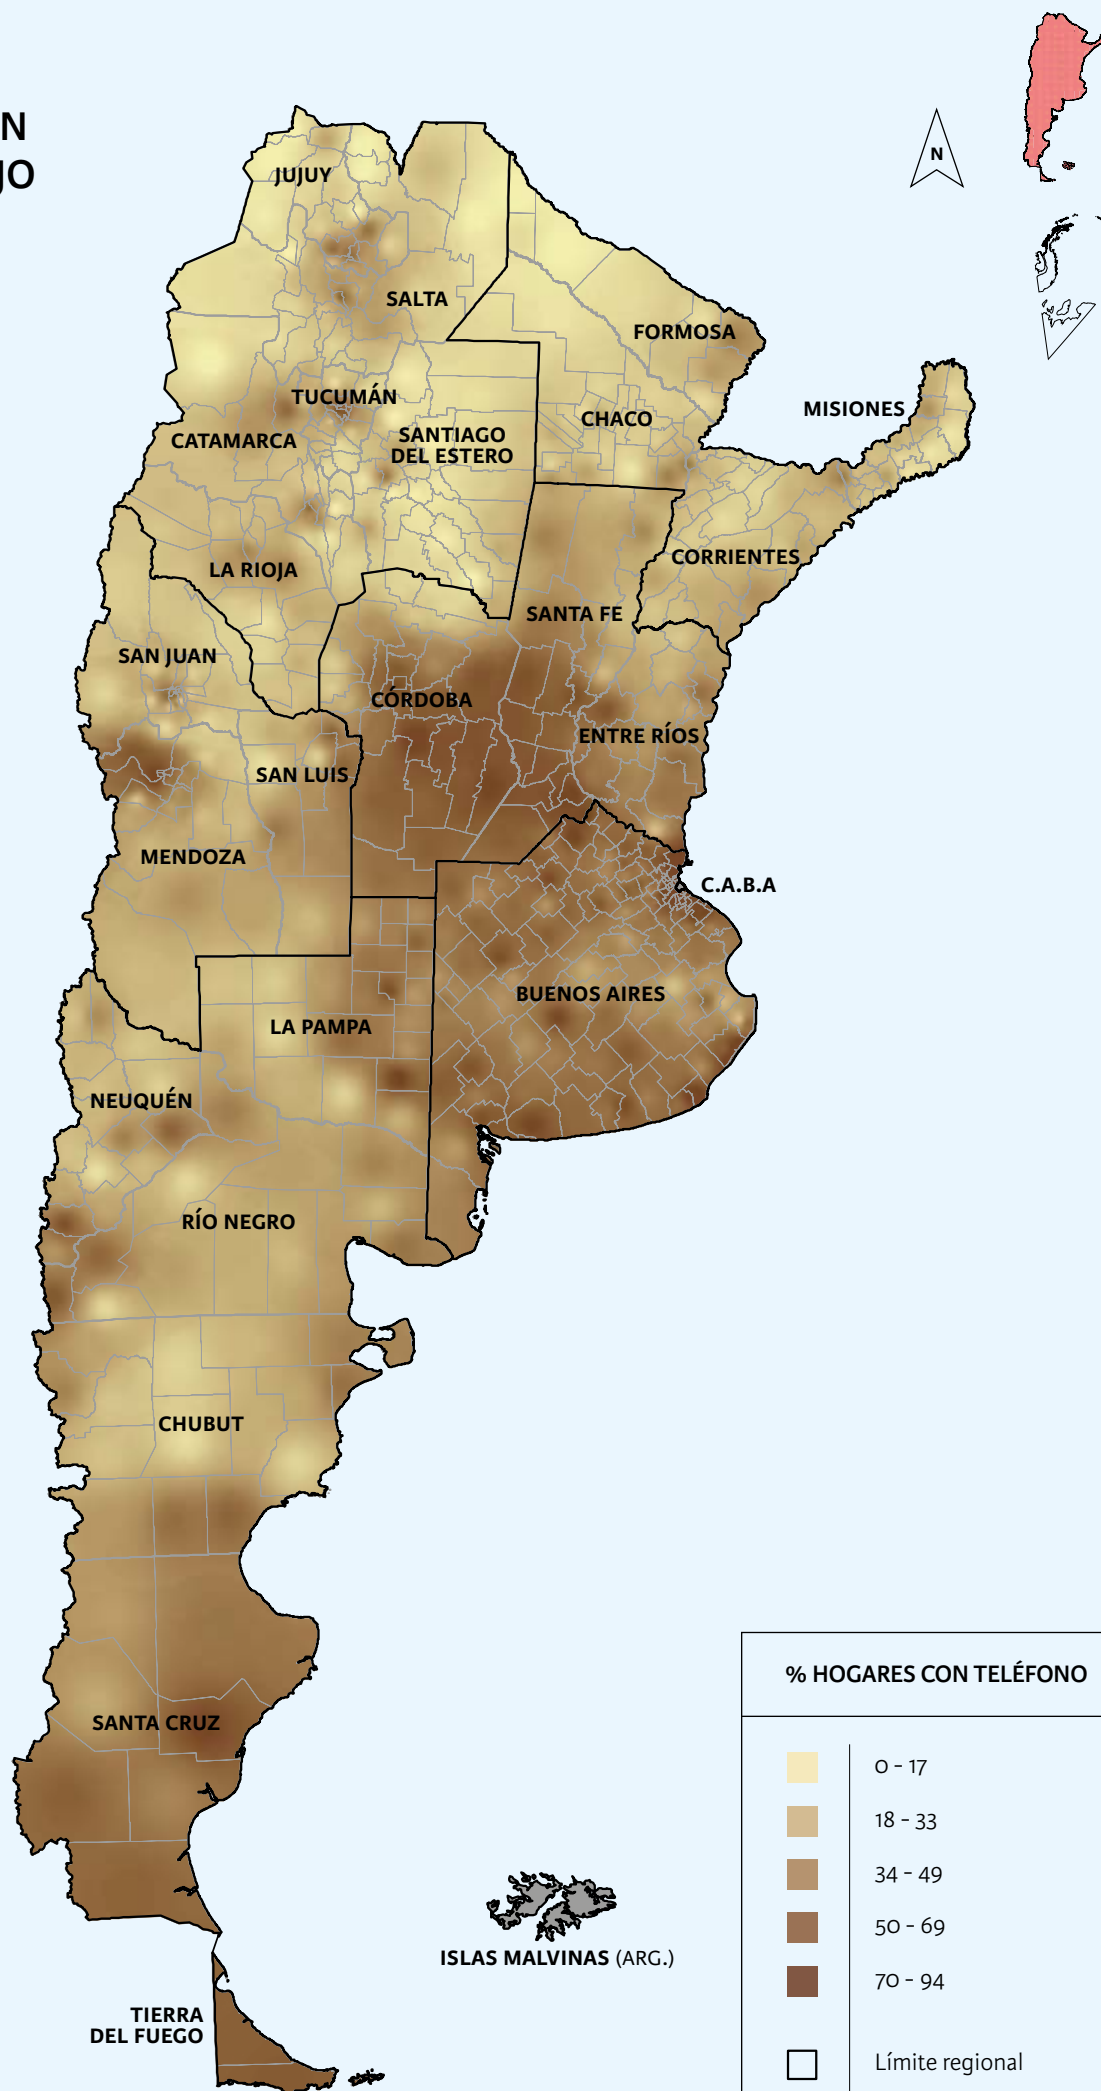 N
JO
N
JUJUY
SALTA
FORMOSA
TUCUMÁN
MISIONES
CHACO
CATAMARCA
SANTIAGO
DEL ESTERO
CORRIENTES
LA RIOJA
SANTA FE
SAN JUAN
CÓRDOBA
ENTRE RÍOS
SAN LUIS
MENDOZA
C.A.B.A
BUENOS AIRES
LA PAMPA
NEUQUÉN
RÍO NEGRO
CHUBUT
SANTA CRUZ
ISLAS MALVINAS (ARG.)
TIERRA
DEL FUEGO
% HOGARES CON TELÉFONO
0 - 17
18 - 33
34 - 49
50 - 69
70 - 94
Límite regional